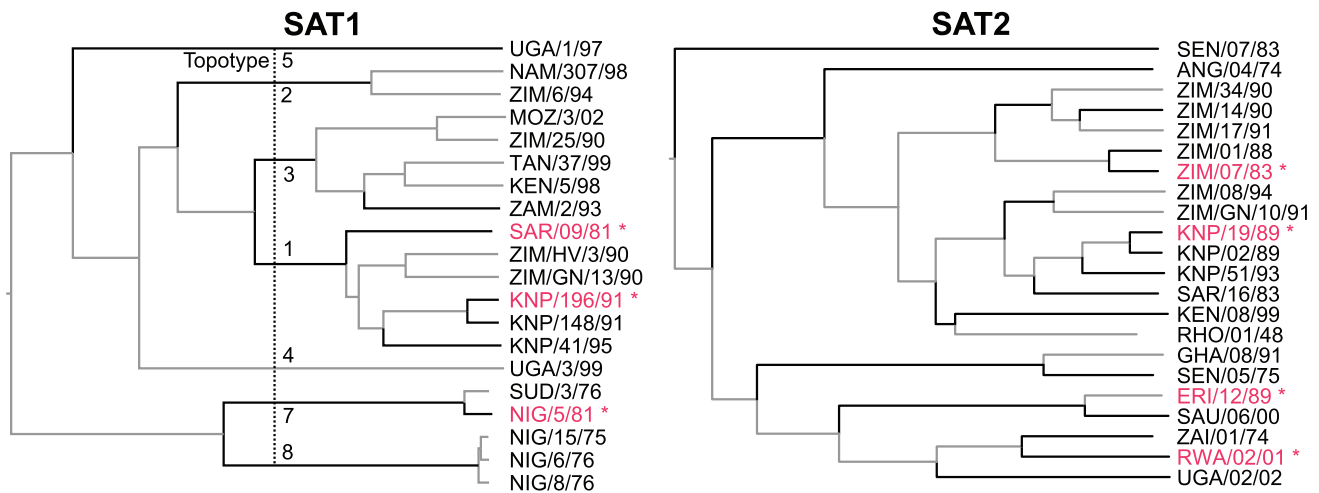 SAT1
Topotype
5
2
3
1
4
7
8
UGA/1/97
NAM/307/98
ZIM/6/94
MOZ/3/02
ZIM/25/90
TAN/37/99
KEN/5/98
ZAM/2/93
SAR/09/81 *
ZIM/HV/3/90
ZIM/GN/13/90
KNP/196/91 *
KNP/148/91
KNP/41/95
UGA/3/99
SUD/3/76
NIG/5/81 *
NIG/15/75
NIG/6/76
NIG/8/76
SAT2
SEN/07/83
ANG/04/74
ZIM/34/90
ZIM/14/90
ZIM/17/91
ZIM/01/88
ZIM/07/83 *
ZIM/08/94
ZIM/GN/10/91
KNP/19/89 *
KNP/02/89
KNP/51/93
SAR/16/83
KEN/08/99
RHO/01/48
GHA/08/91
SEN/05/75
ERI/12/89 *
SAU/06/00
ZAI/01/74
RWA/02/01 *
UGA/02/02